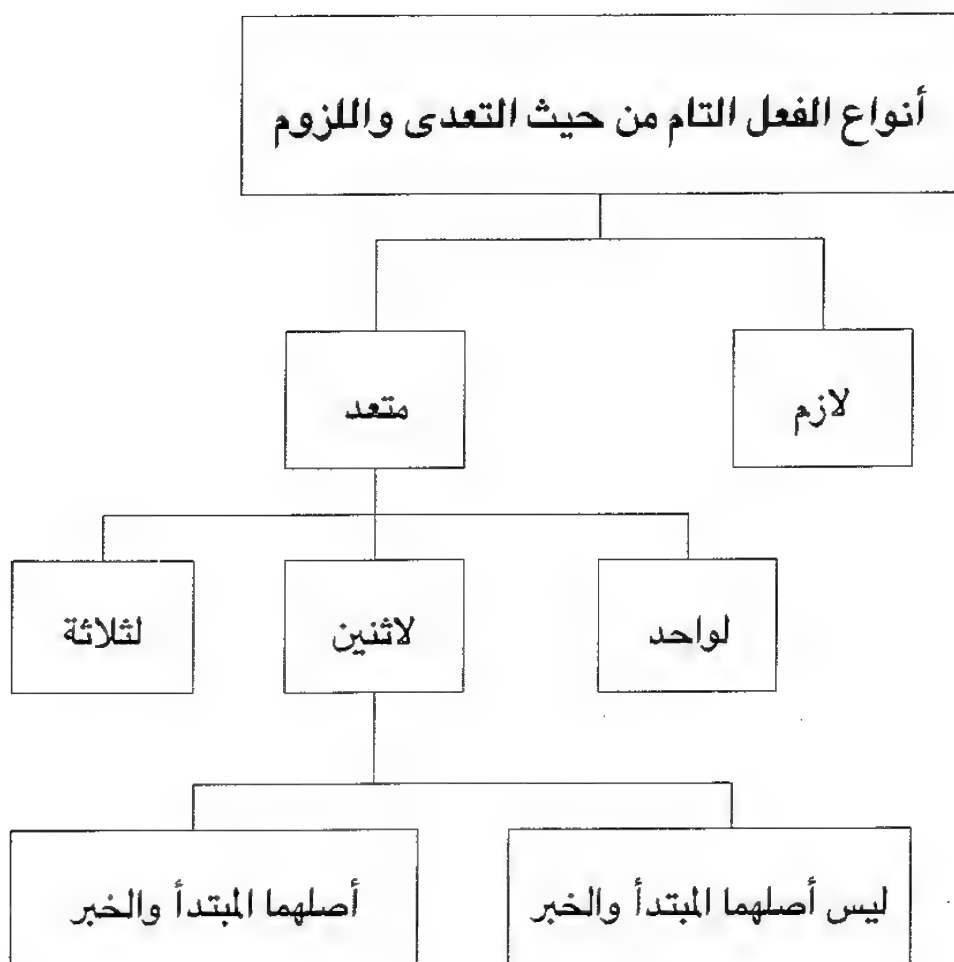 أنواع الفعل التام من حيث التعدى واللزوم
لازم
متعد
لواحد
لاثنين
لثلاثة
ليس أصلهما المبتدأ والخبر
أصلهما المبتدأ والخبر